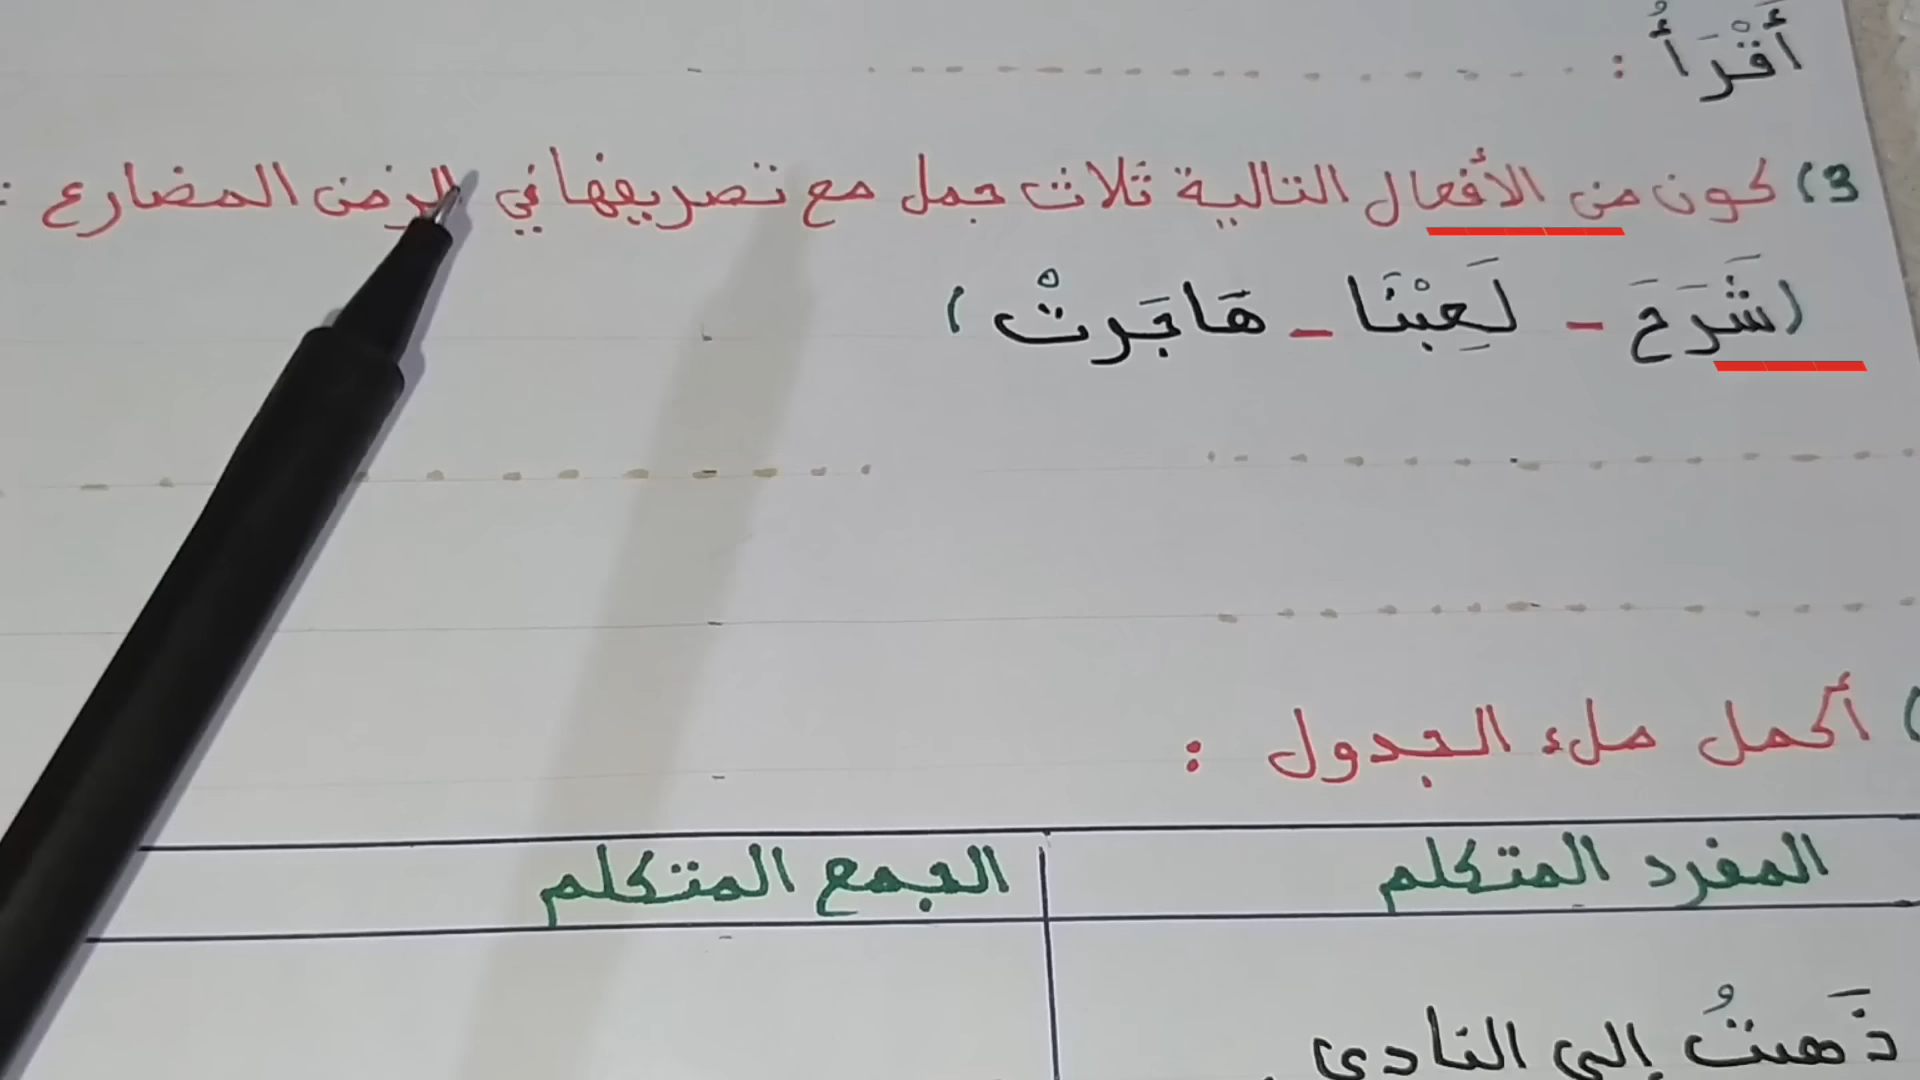 أَقْرَأُ :
3) كون من الأفعال التالية ثلاث جمل مع تصريفها في الزمن المضارع :
(شَرَحَ - لَعِبْنَا - هَاجَرتْ)
) أكمل ملء الجدول :
المفرد المتكلم
الجمع المتكلم
ذَهبتُ إلى النادي .